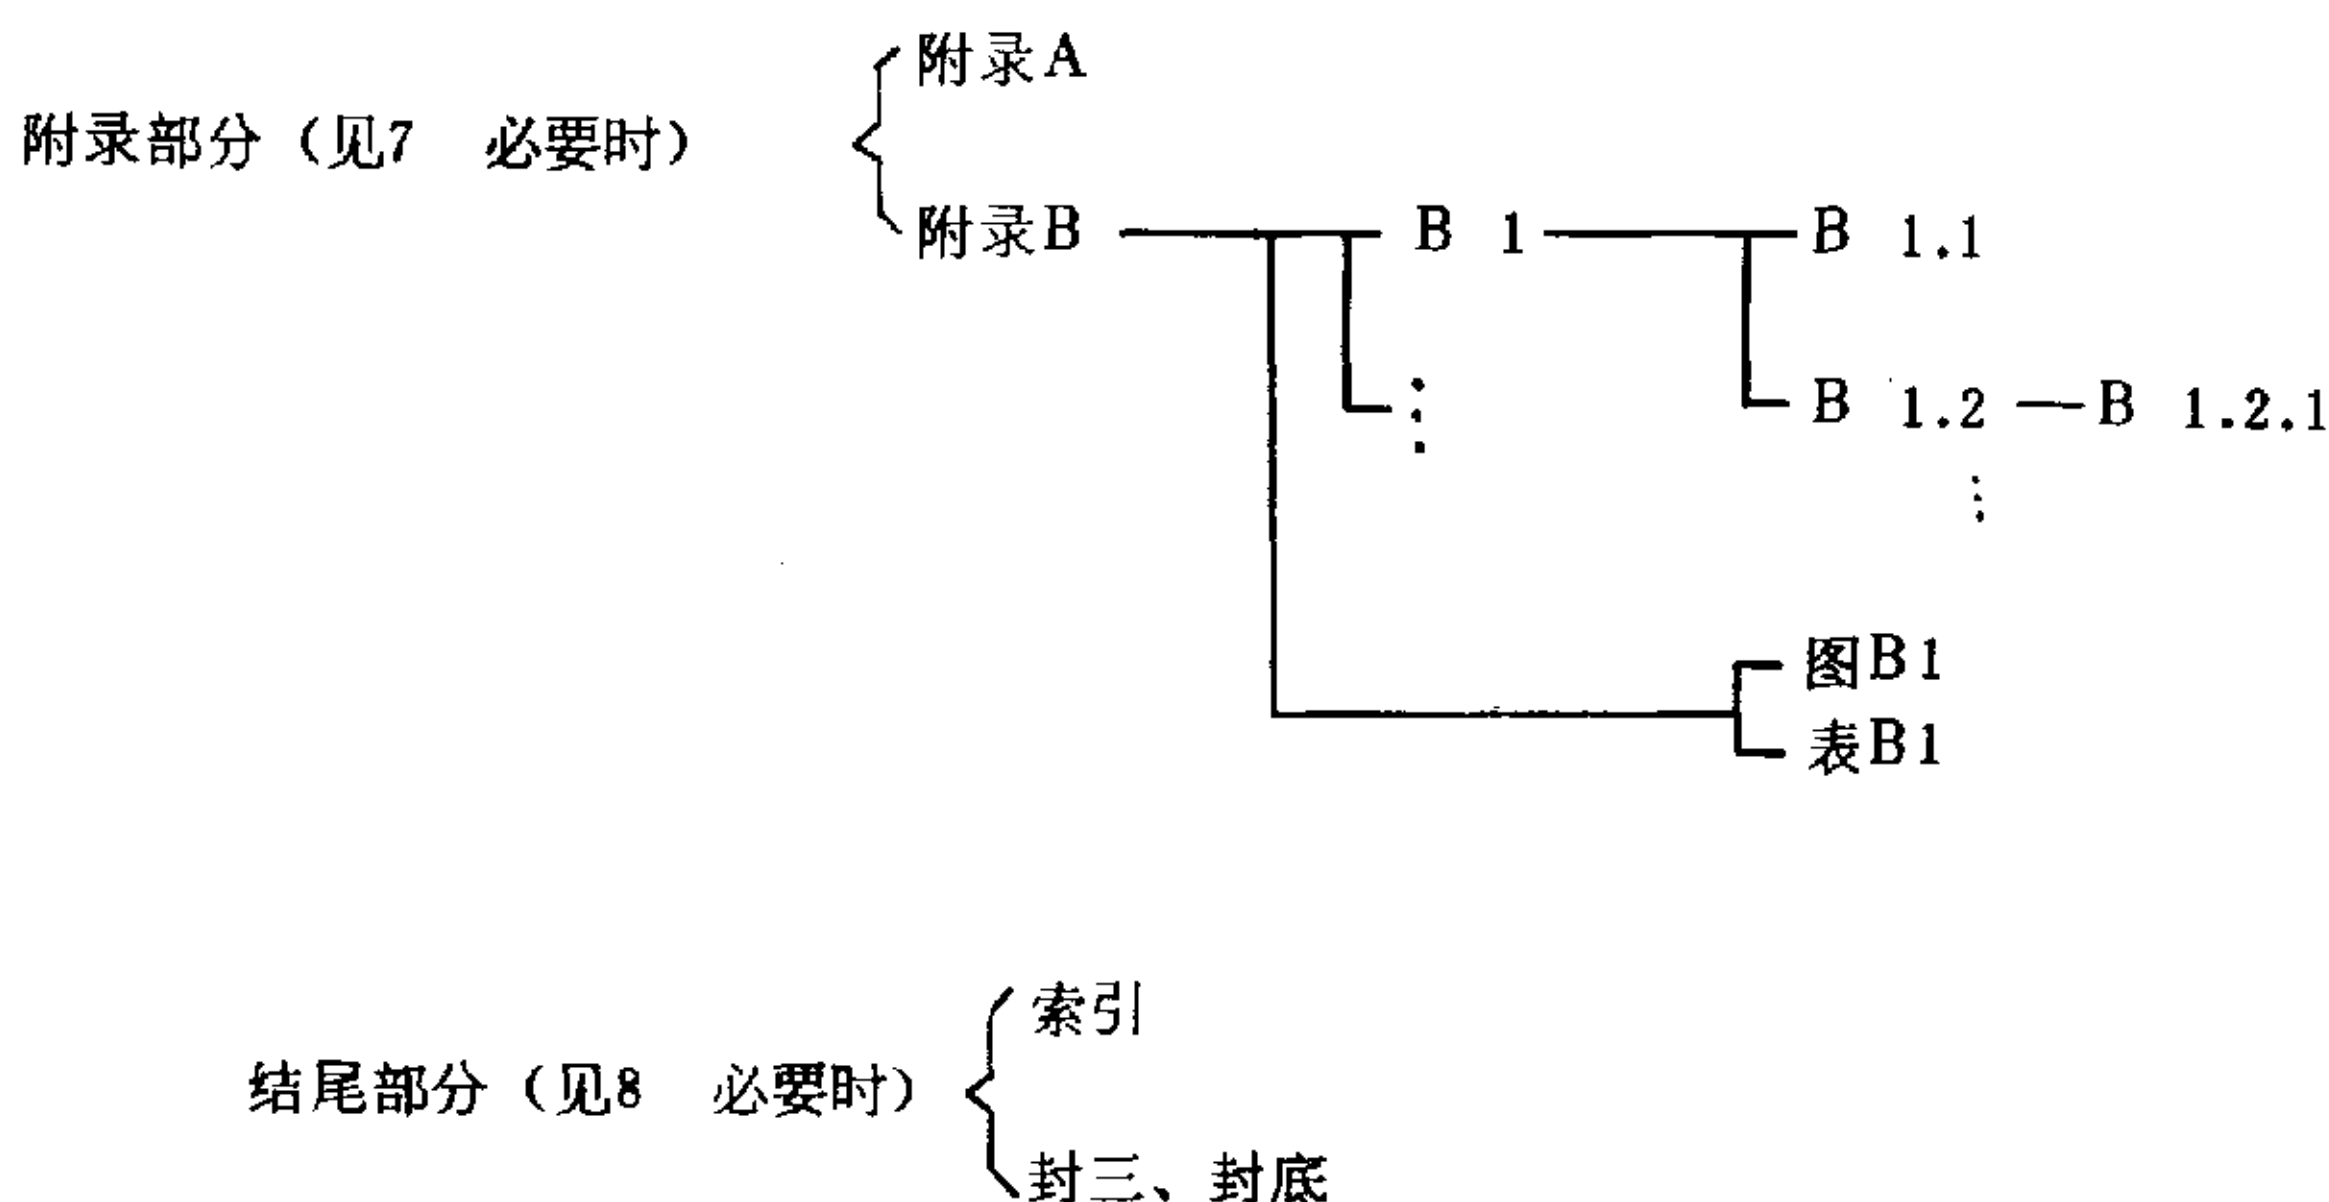 附录A
附录部分（见7 必要时）
附录B B 1 B 1.1
B 1.2 B 1.2.1
图B1
表B1
索引
结尾部分（见8 必要时）
封三、封底